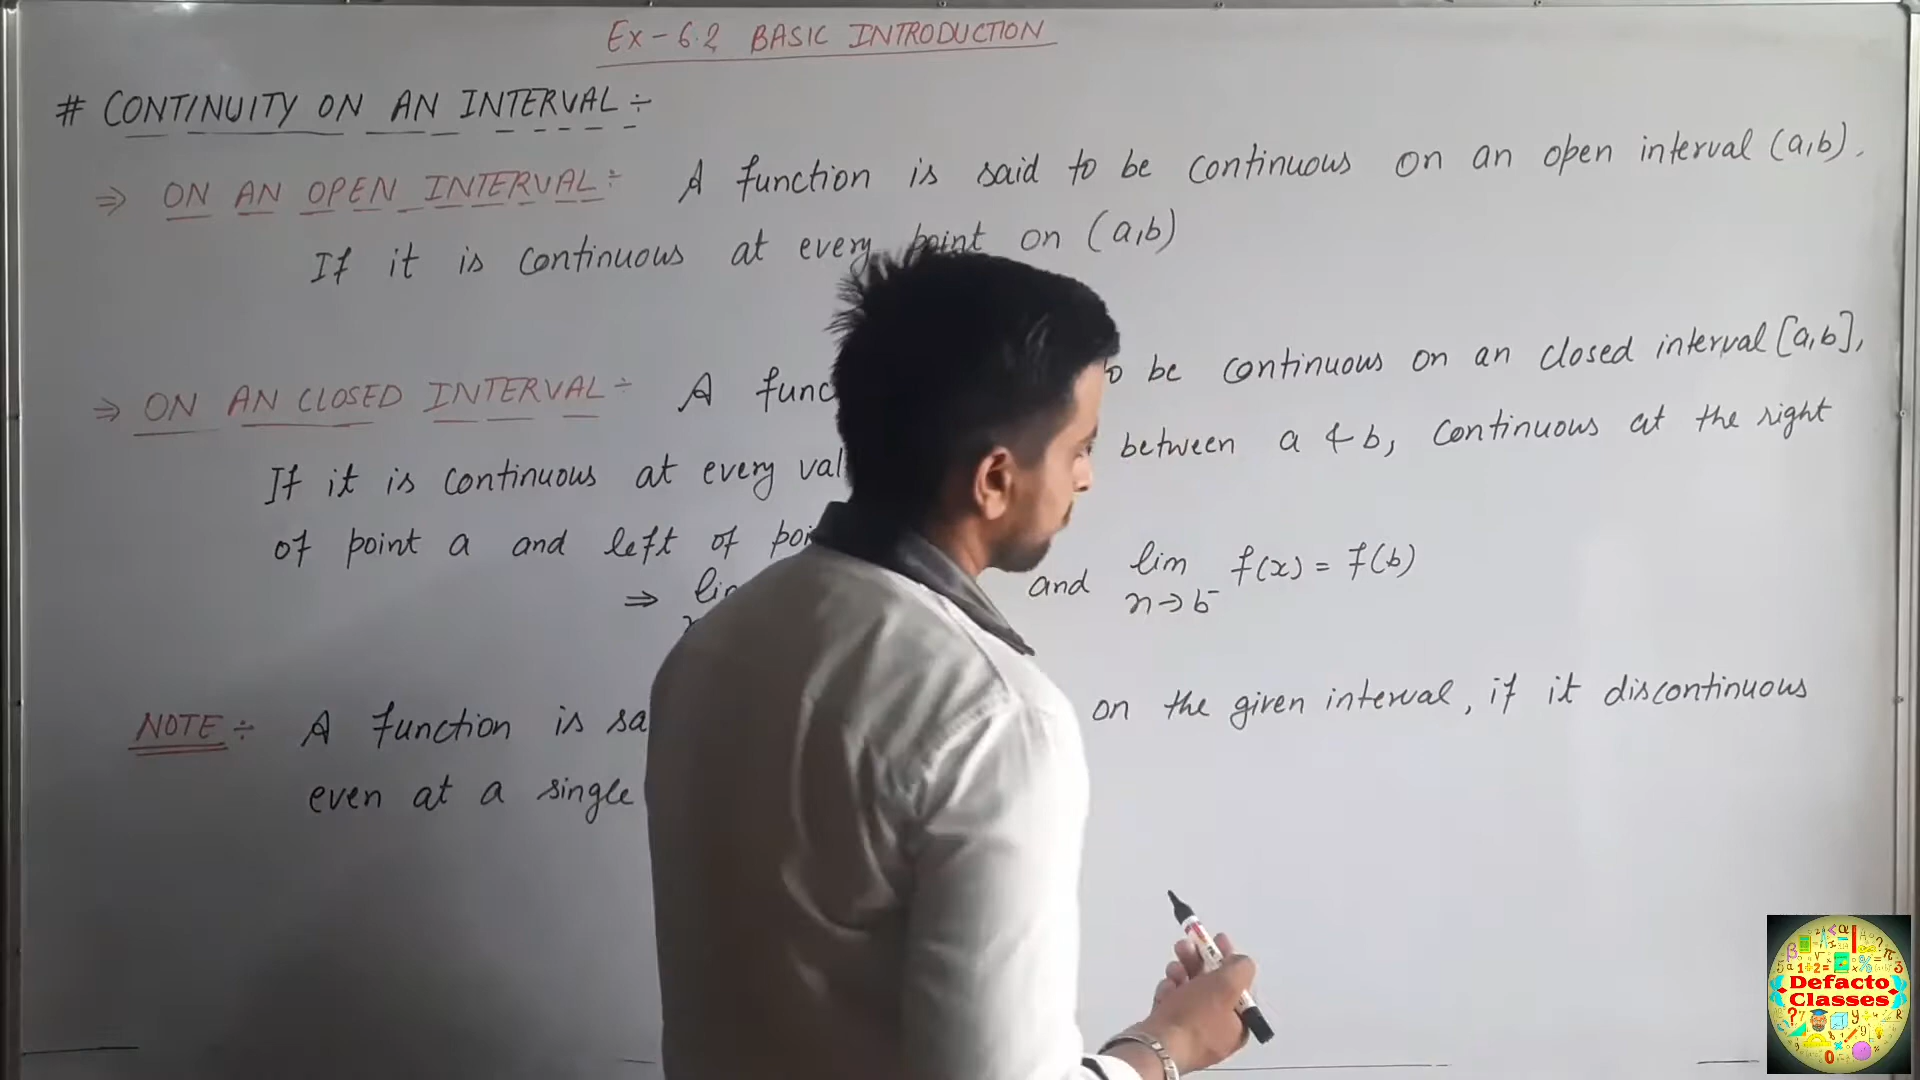 Ex-6.2 BASIC INTRODUCTION
# CONTINUITY ON AN INTERVAL ÷
⇒ ON AN OPEN INTERVAL ÷ A function is said to be continuous on an open interval (a,b).
If it is continuous at every point on (a,b)
⇒ ON AN CLOSED INTERVAL ÷ A func be continuous on an closed interval [a,b],
If it is continuous at every val between a & b, continuous at the right
of point a and left of poi
⇒ lim and lim f(x) = f(b)
x→b⁻
NOTE ÷ A function is sa on the given interval, if it discontinuous
even at a single
Defacto
Classes